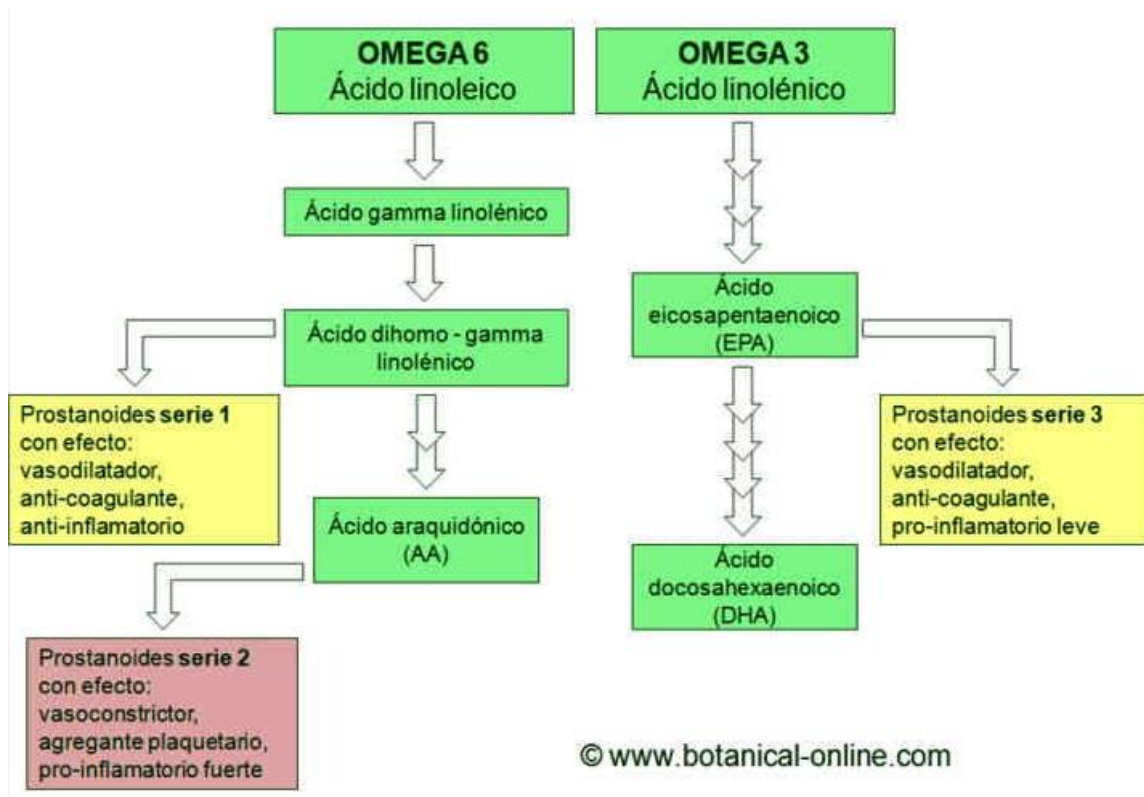 OMEGA 6
Ácido linoleico
OMEGA 3
Ácido linolénico
Ácido gamma linolénico
Ácido dihomo - gamma
linolénico
Ácido
eicosapentaenoico
(EPA)
Prostanoides serie 1
con efecto:
vasodilatador,
anti-coagulante,
anti-inflamatorio
Prostanoides serie 3
con efecto:
vasodilatador,
anti-coagulante,
pro-inflamatorio leve
Ácido araquidónico
(AA)
Ácido
docosahexaenoico
(DHA)
Prostanoides serie 2
con efecto:
vasoconstrictor,
agregante plaquetario,
pro-inflamatorio fuerte
© www.botanical-online.com